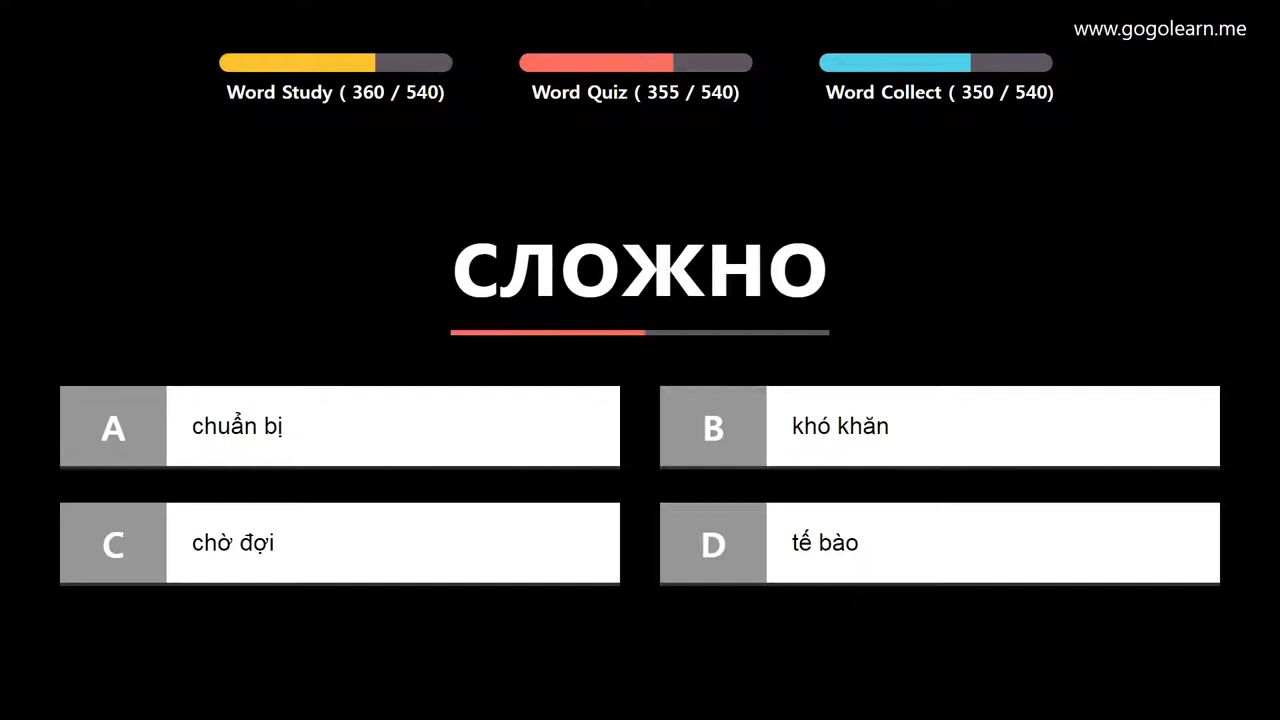 www.gogolearn.me
Word Study ( 360 / 540)
Word Quiz ( 355 / 540)
Word Collect ( 350 / 540)
СЛОЖНО
A
chuẩn bị
B
khó khăn
C
chờ đợi
D
tế bào